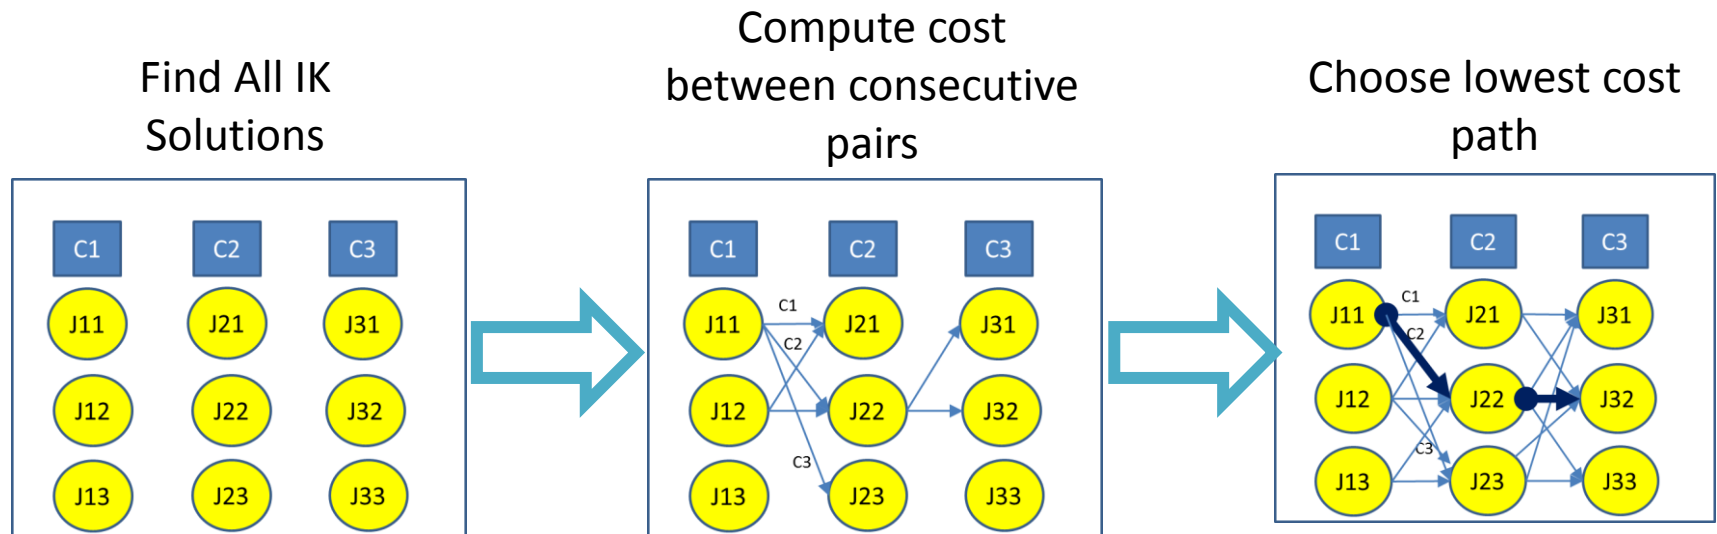 Find All IK
Solutions
Compute cost
between consecutive
pairs
Choose lowest cost
path
C1 C2 C3
J11 J21 J31
J12 J22 J32
J13 J23 J33
C1 C2 C3
J11 C1 J21 J31
C2
J12 J22 J32
C3
J13 J23 J33
C1 C2 C3
J11 C1 J21 J31
C2
J12 J22 J32
C3
J13 J23 J33